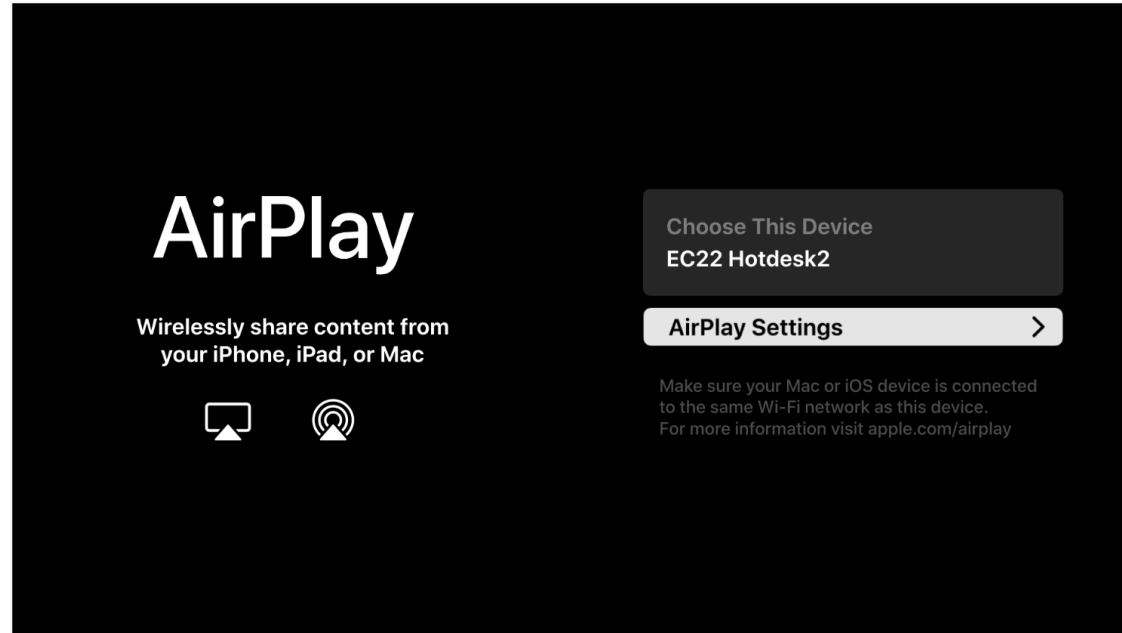 AirPlay
Wirelessly share content from
your iPhone, iPad, or Mac
Choose This Device
EC22 Hotdesk2
AirPlay Settings
Make sure your Mac or iOS device is connected
to the same Wi-Fi network as this device.
For more information visit apple.com/airplay